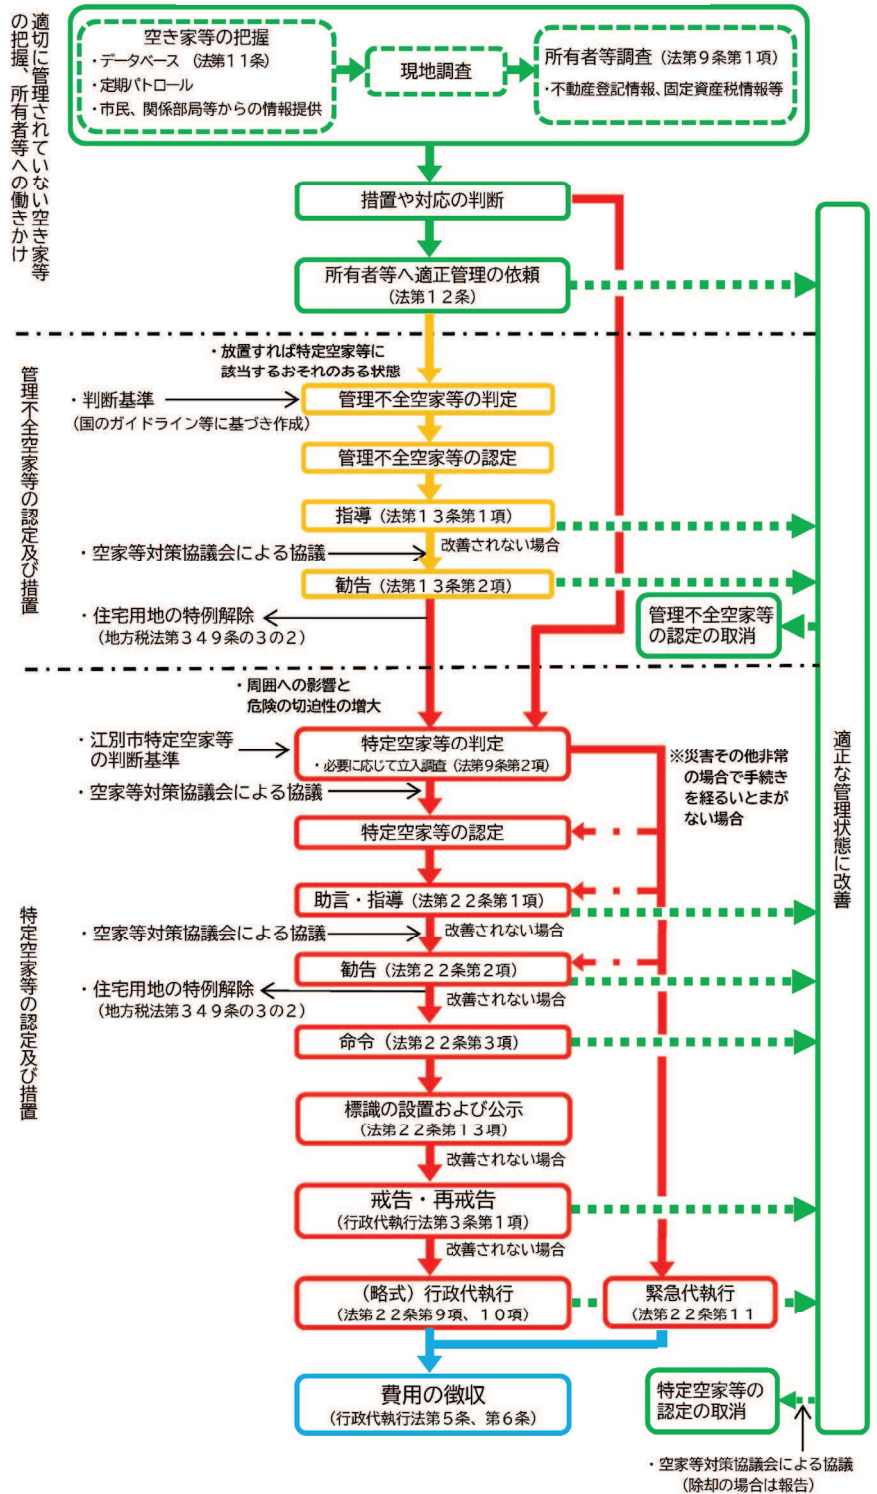 適切に管理されていない空き家等
の把握、所有者等への働きかけ
空き家等の把握
・データベース (法第11条)
・定期パトロール
・市民、関係部局等からの情報提供
現地調査
所有者等調査（法第9条第1項）
・不動産登記情報、固定資産税情報等
措置や対応の判断
所有者等へ適正管理の依頼
（法第12条）
管理不全空家等の認定及び措置
・放置すれば特定空家等に
該当するおそれのある状態
・判断基準
（国のガイドライン等に基づき作成）
管理不全空家等の判定
管理不全空家等の認定
指導（法第13条第1項）
・空家等対策協議会による協議
改善されない場合
勧告（法第13条第2項）
・住宅用地の特例解除
（地方税法第349条の3の2）
管理不全空家等
の認定の取消
特定空家等の認定及び措置
・周囲への影響と
危険の切迫性の増大
・江別市特定空家等
の判断基準
特定空家等の判定
・必要に応じて立入調査（法第9条第2項）
※災害その他非常
の場合で手続き
を経るいとまが
ない場合
・空家等対策協議会による協議
特定空家等の認定
助言・指導（法第22条第1項）
・空家等対策協議会による協議
改善されない場合
勧告（法第22条第2項）
・住宅用地の特例解除
（地方税法第349条の3の2）
改善されない場合
命令（法第22条第3項）
標識の設置および公示
（法第22条第13項）
改善されない場合
戒告・再戒告
（行政代執行法第3条第1項）
改善されない場合
（略式）行政代執行
（法第22条第9項、10項）
緊急代執行
（法第22条第11
費用の徴収
（行政代執行法第5条、第6条）
特定空家等の
認定の取消
・空家等対策協議会による協議
（除却の場合は報告）
適正な管理状態に改善